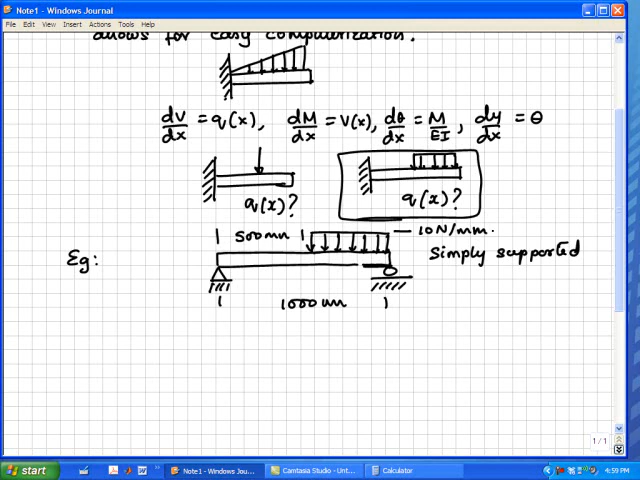 Note1 - Windows Journal
File Edit View Insert Actions Tools Help
allows for easy computerization.
dV/dx = q(x), dM/dx = V(x), dθ/dx = M/EI, dy/dx = θ
q(x)? q(x)?
500mm 10N/mm.
Eg: Simply supported
1000mm
1/1
start Note1 - Windows Jou... Camtasia Studio - Unt... Calculator 4:59 PM